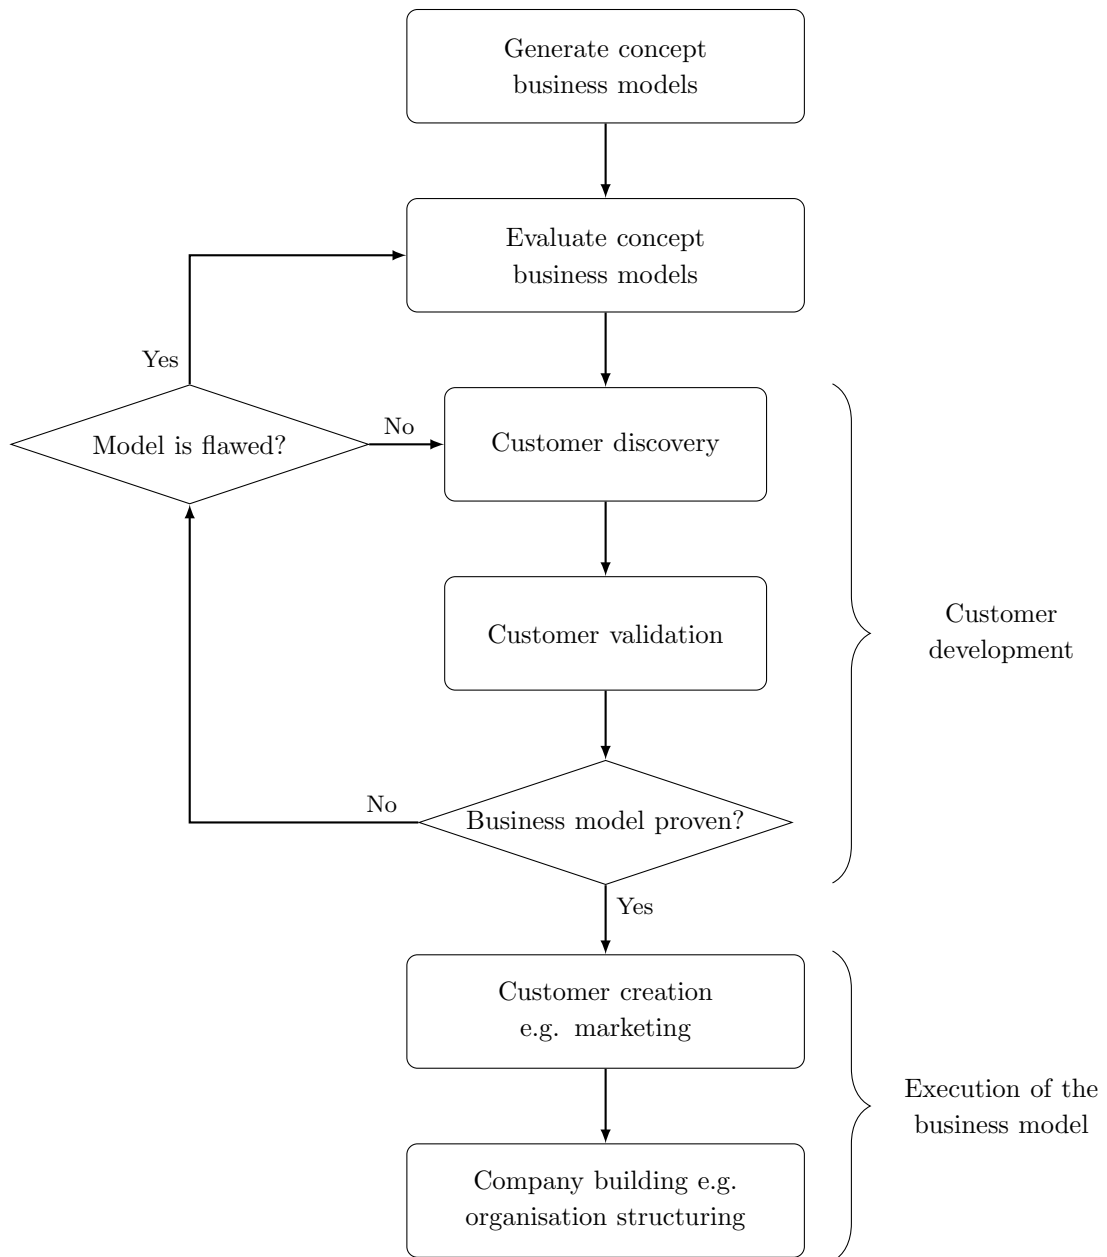 Generate concept
business models
Evaluate concept
business models
Yes
Model is flawed?
No
Customer discovery
Customer validation
Customer
development
No
Business model proven?
Yes
Customer creation
e.g. marketing
Execution of the
business model
Company building e.g.
organisation structuring